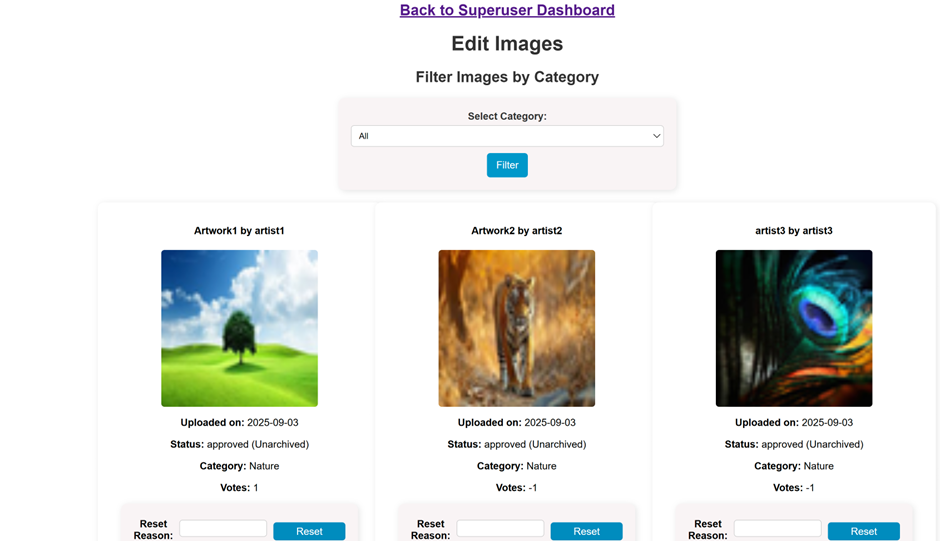 Back to Superuser Dashboard
Edit Images
Filter Images by Category
Select Category:
All
Filter
Artwork1 by artist1
Uploaded on: 2025-09-03
Status: approved (Unarchived)
Category: Nature
Votes: 1
Reset Reason:
Reset
Artwork2 by artist2
Uploaded on: 2025-09-03
Status: approved (Unarchived)
Category: Nature
Votes: -1
Reset Reason:
Reset
artist3 by artist3
Uploaded on: 2025-09-03
Status: approved (Unarchived)
Category: Nature
Votes: -1
Reset Reason:
Reset